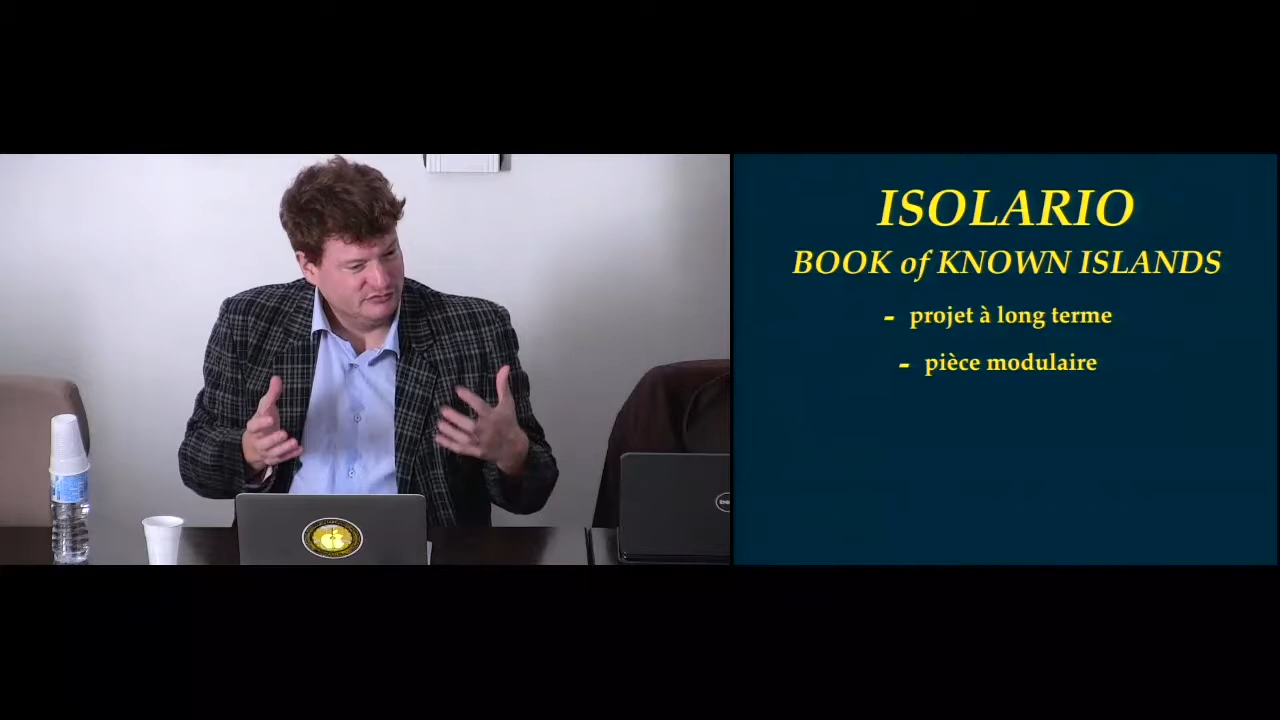 ISOLARIO
BOOK of KNOWN ISLANDS
- projet à long terme
- pièce modulaire